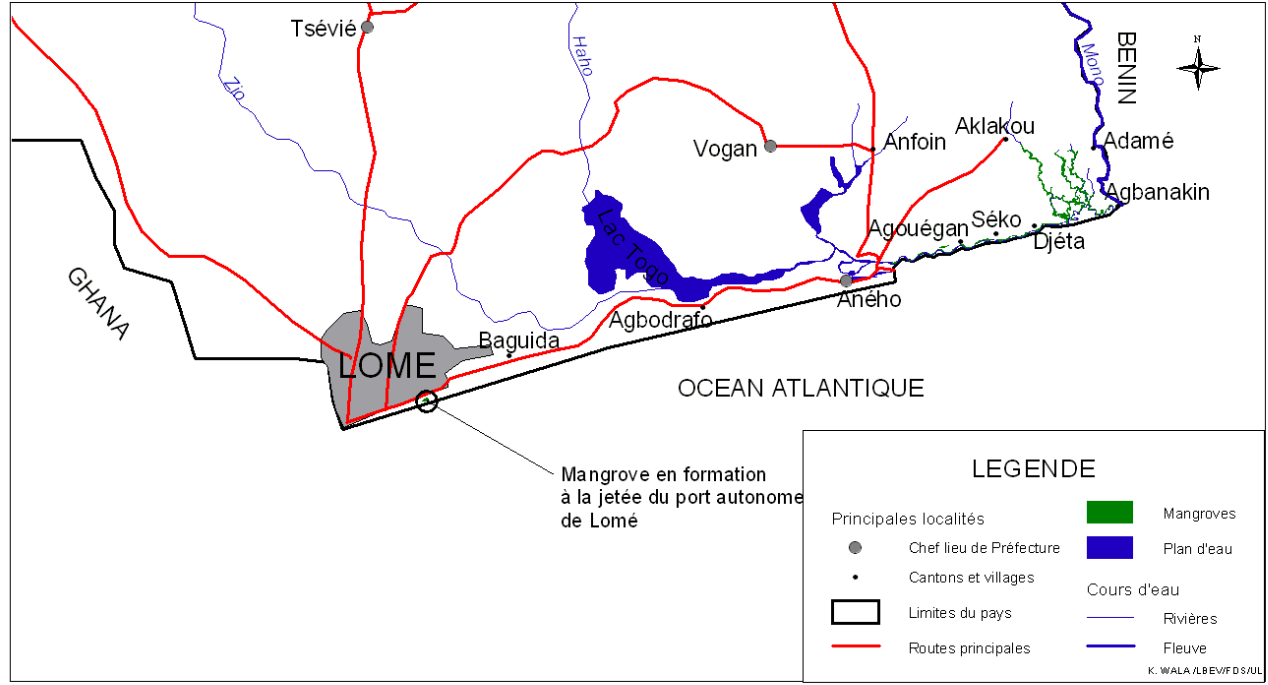 Tsévié
Zio
Haho
Mono
BENIN
N
Vogan
Anfoin
Aklakou
Adamé
Agbanakin
Lac Togo
Agouégan
Séko
Djéta
GHANA
Aného
Agbodrafo
Baguida
LOME
OCEAN ATLANTIQUE
Mangrove en formation
à la jetée du port autonome
de Lomé
LEGENDE
Principales localités
Chef lieu de Préfecture
Cantons et villages
Limites du pays
Routes principales
Mangroves
Plan d'eau
Cours d'eau
Rivières
Fleuve
K. WALA /LBEV/FDS/UL